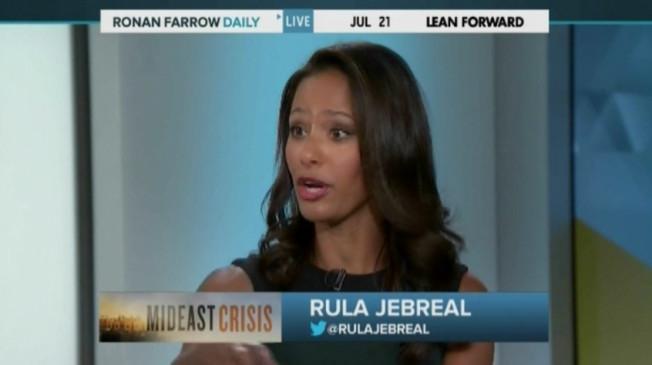 RONAN FARROW DAILY LIVE JUL 21 LEAN FORWARD
MIDEAST CRISIS
RULA JEBREAL
@RULAJEBREAL